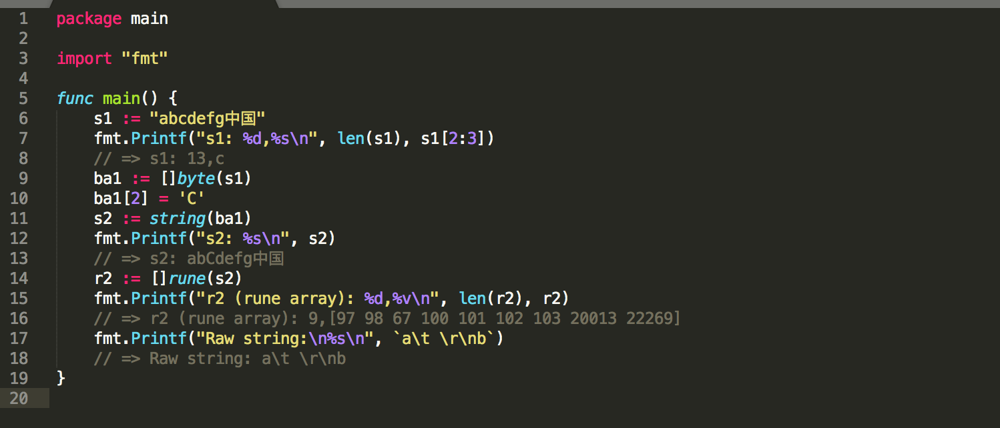 1 package main
2
3 import "fmt"
4
5 func main() {
6     s1 := "abcdefg中国"
7     fmt.Printf("s1: %d,%s\n", len(s1), s1[2:3])
8     // => s1: 13,c
9     ba1 := []byte(s1)
10     ba1[2] = 'C'
11     s2 := string(ba1)
12     fmt.Printf("s2: %s\n", s2)
13     // => s2: abCdefg中国
14     r2 := []rune(s2)
15     fmt.Printf("r2 (rune array): %d,%v\n", len(r2), r2)
16     // => r2 (rune array): 9,[97 98 67 100 101 102 103 20013 22269]
17     fmt.Printf("Raw string:\n%s\n", `a\t \r\nb`)
18     // => Raw string: a\t \r\nb
19 }
20